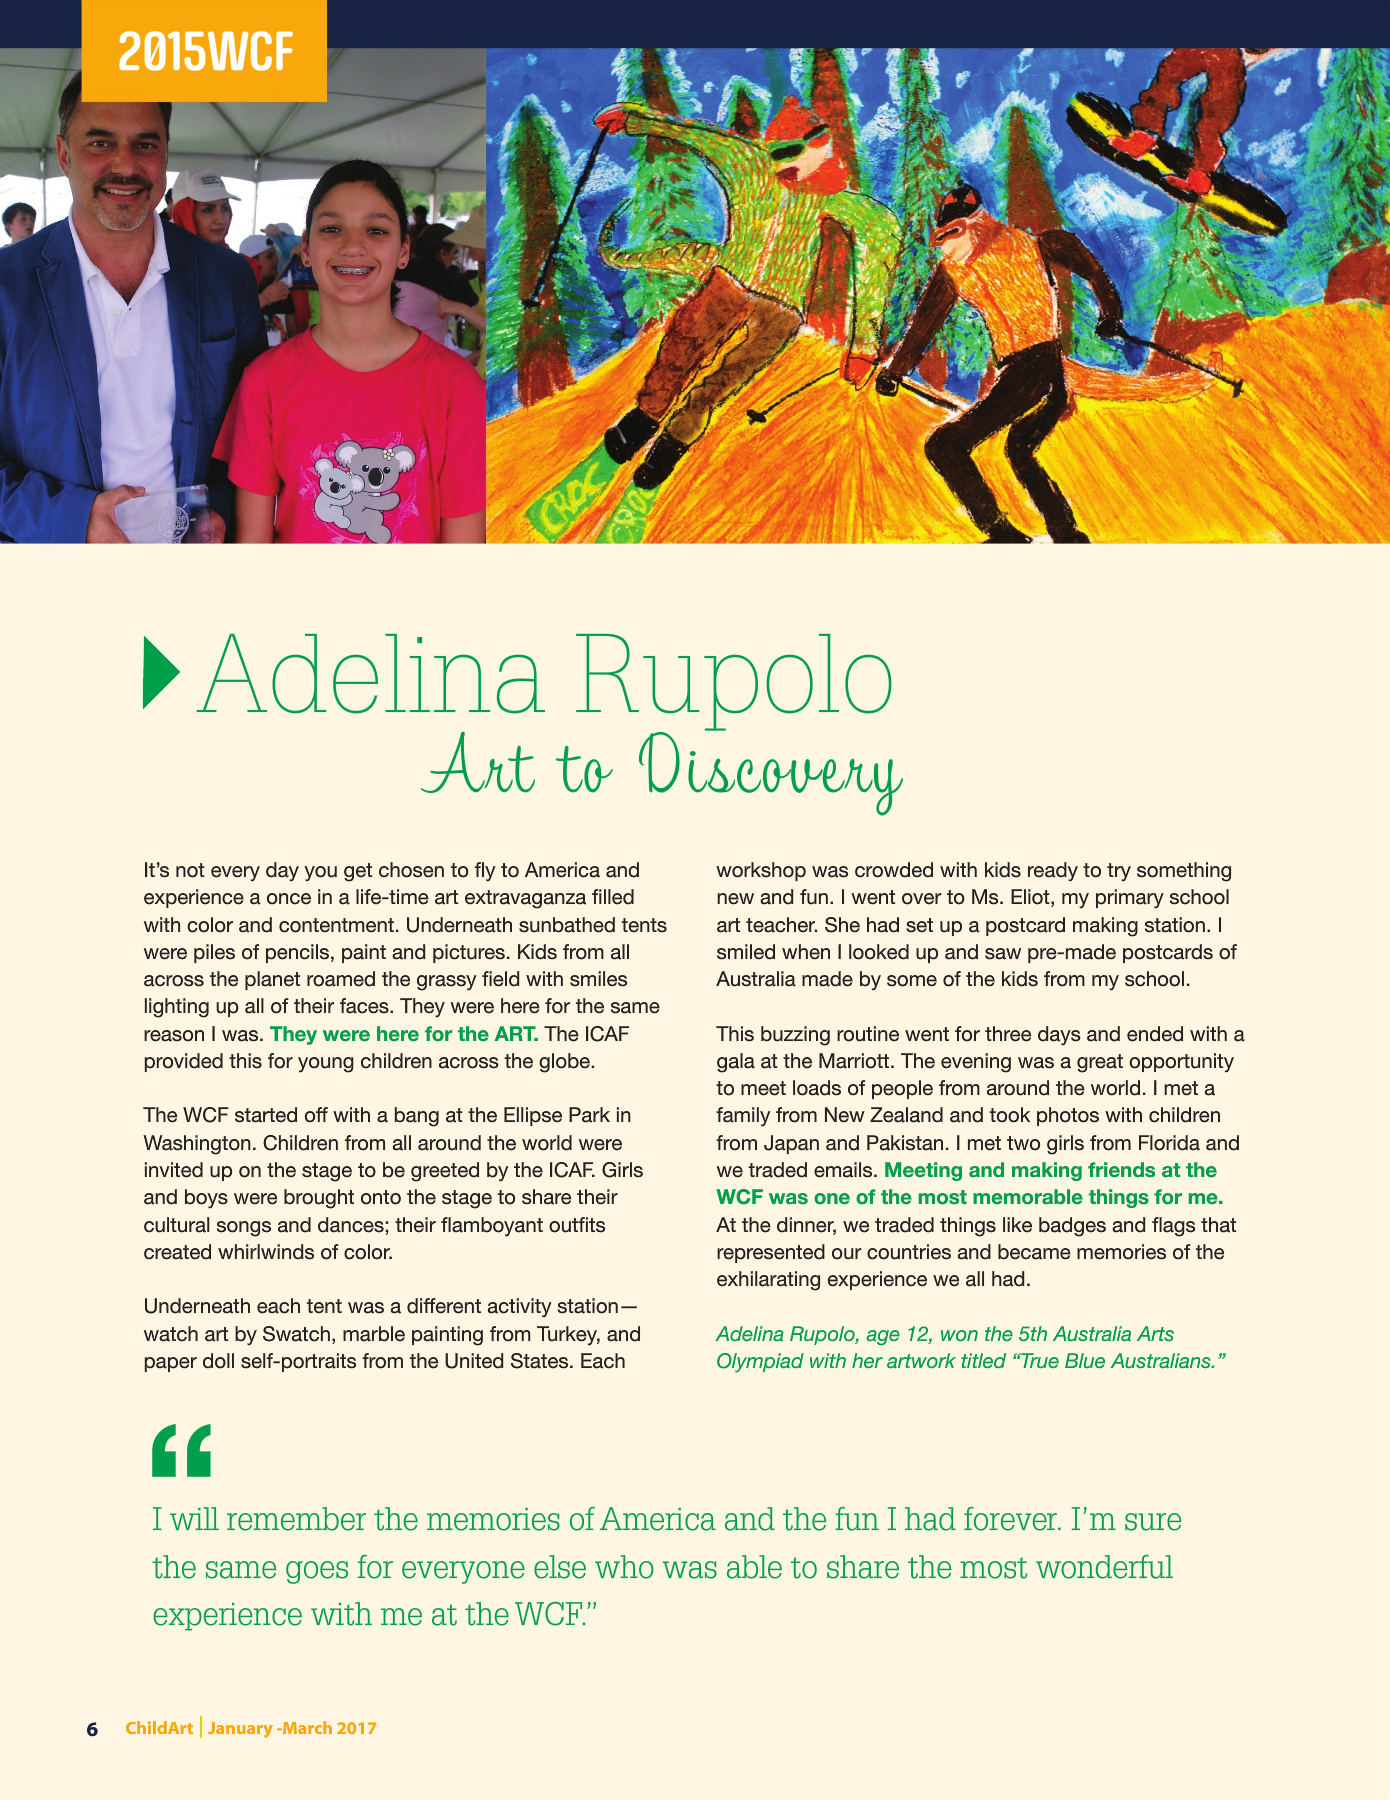 2015WCF
CROC
CROC
Adelina Rupolo
Art to Discovery
It’s not every day you get chosen to fly to America and
experience a once in a life-time art extravaganza filled
with color and contentment. Underneath sunbathed tents
were piles of pencils, paint and pictures. Kids from all
across the planet roamed the grassy field with smiles
lighting up all of their faces. They were here for the same
reason I was. They were here for the ART. The ICAF
provided this for young children across the globe.
The WCF started off with a bang at the Ellipse Park in
Washington. Children from all around the world were
invited up on the stage to be greeted by the ICAF. Girls
and boys were brought onto the stage to share their
cultural songs and dances; their flamboyant outfits
created whirlwinds of color.
Underneath each tent was a different activity station—
watch art by Swatch, marble painting from Turkey, and
paper doll self-portraits from the United States. Each
workshop was crowded with kids ready to try something
new and fun. I went over to Ms. Eliot, my primary school
art teacher. She had set up a postcard making station. I
smiled when I looked up and saw pre-made postcards of
Australia made by some of the kids from my school.
This buzzing routine went for three days and ended with a
gala at the Marriott. The evening was a great opportunity
to meet loads of people from around the world. I met a
family from New Zealand and took photos with children
from Japan and Pakistan. I met two girls from Florida and
we traded emails. Meeting and making friends at the
WCF was one of the most memorable things for me.
At the dinner, we traded things like badges and flags that
represented our countries and became memories of the
exhilarating experience we all had.
Adelina Rupolo, age 12, won the 5th Australia Arts
Olympiad with her artwork titled “True Blue Australians.”
“
I will remember the memories of America and the fun I had forever. I’m sure
the same goes for everyone else who was able to share the most wonderful
experience with me at the WCF.”
6 ChildArt | January -March 2017